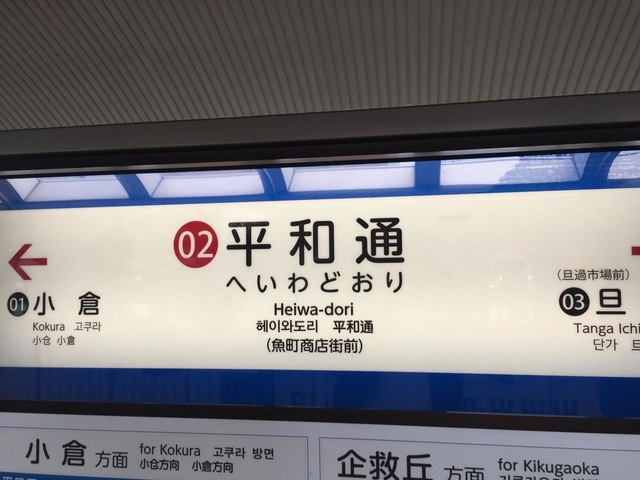 02 平和通
へいわどおり
Heiwa-dori
헤이와도리 平和通
(魚町商店街前)
01 小倉
Kokura 고쿠라
小仓 小倉
(旦過市場前)
03 旦
Tanga Ichi
단가
小倉 方面 for Kokura 고쿠라 방면
小仓方向 小倉方向
企救丘 方面 for Kikugaoka